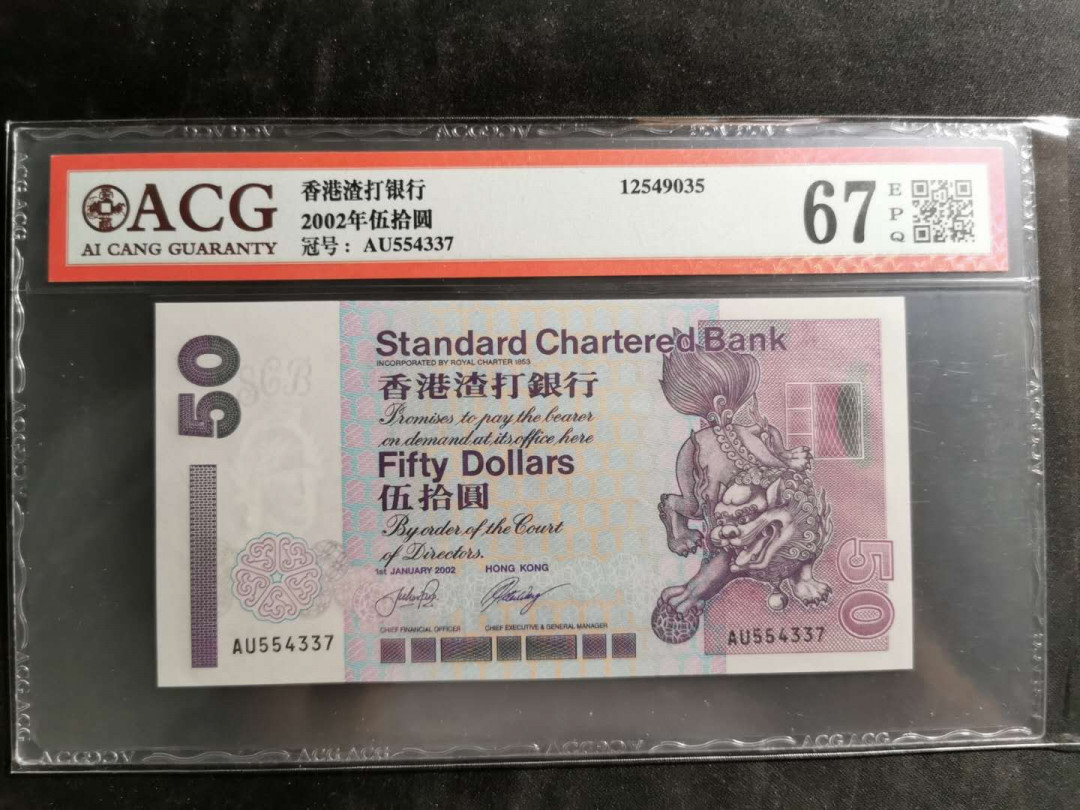 ACG
AI CANG GUARANTY
香港渣打银行
2002年伍拾圆
冠号: AU554337
12549035
67
EPQ
50
Standard Chartered Bank
INCORPORATED BY ROYAL CHARTER 1853
香港渣打銀行
Promises to pay the bearer
on demand at its office here
Fifty Dollars
伍拾圓
By order of the Court
of Directors.
1st JANUARY 2002 HONG KONG
CHIEF FINANCIAL OFFICER CHIEF EXECUTIVE & GENERAL MANAGER
AU554337
AU554337
50
SCB